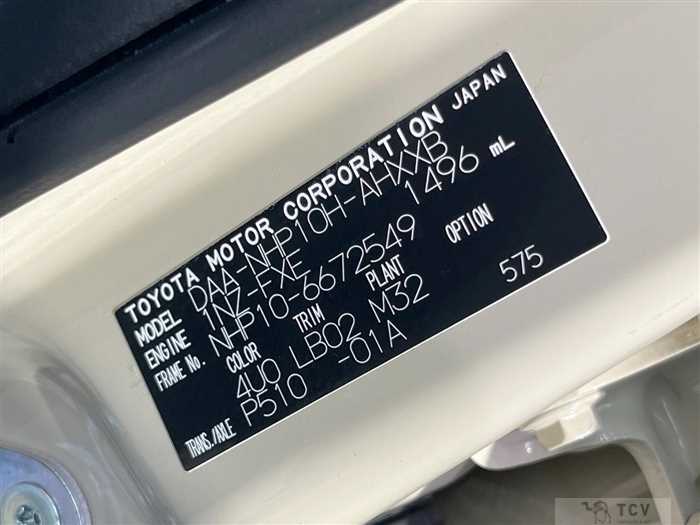 TOYOTA MOTOR CORPORATION JAPAN
MODEL DAA-NHP10H-AHXXB
ENGINE 1NZ-FXE 1496 mL
FRAME No. NHP10-6672549
COLOR TRIM PLANT OPTION
4U0 LB02 M32 575
TRANS./AXLE P510 -01A
TCV